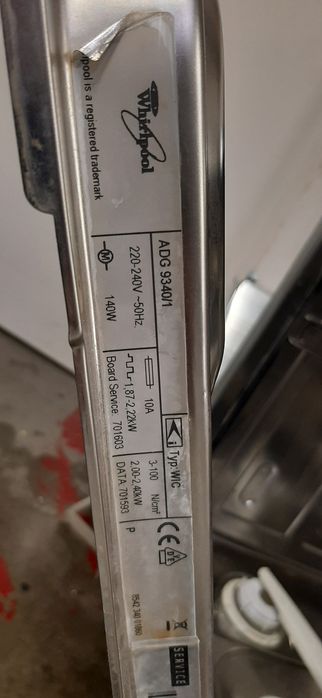 Whirlpool
pool is a registered trademark
ADG 9340/1
220-240V ~50Hz
M 140W
10A
1,87-2.22kW
Board Service: 701603
i Typ:WIC
3-100 N/cm²
2,00-2,40kW
DATA:701593
CE
P
SERVICE